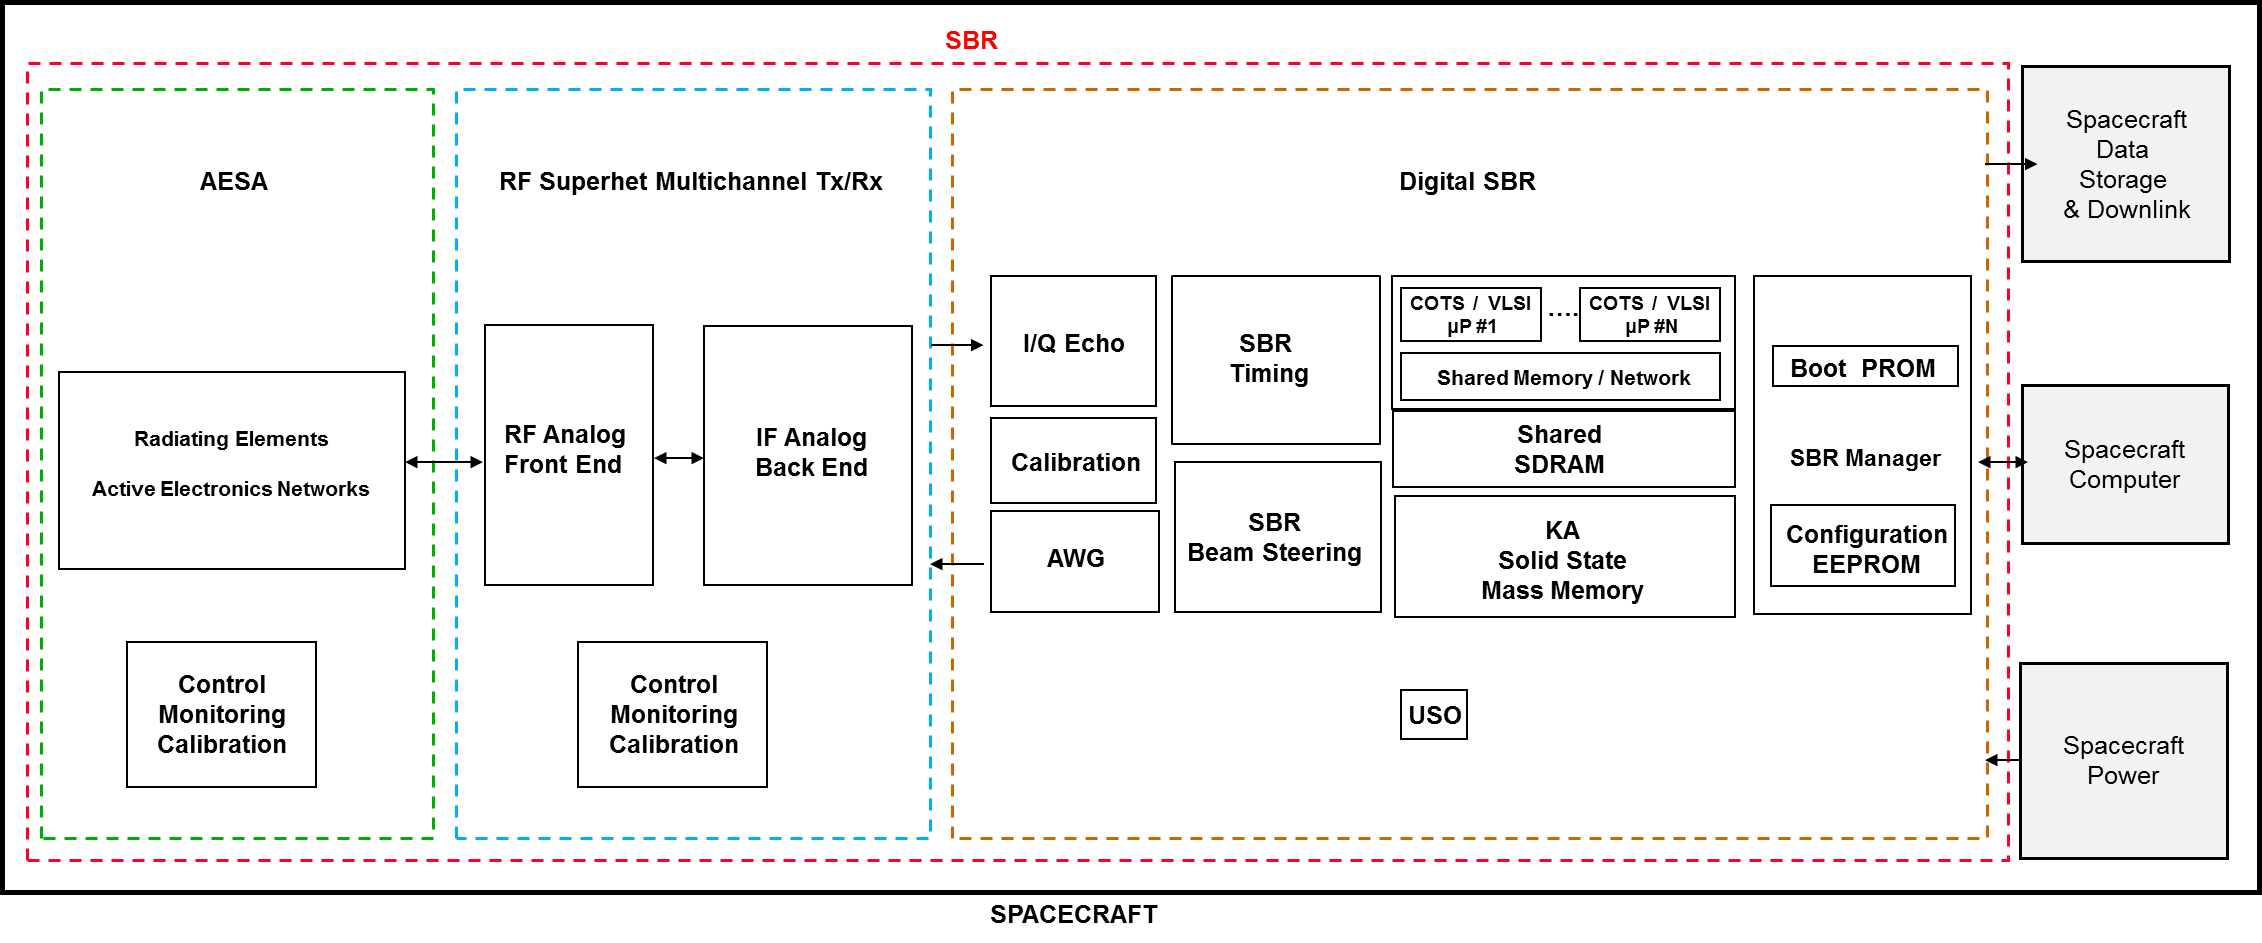 SBR
AESA
RF Superhet Multichannel Tx/Rx
Digital SBR
Radiating Elements
Active Electronics Networks
Control
Monitoring
Calibration
RF Analog
Front End
IF Analog
Back End
Control
Monitoring
Calibration
I/Q Echo
Calibration
AWG
SBR
Timing
SBR
Beam Steering
COTS / VLSI
µP #1
....
COTS / VLSI
µP #N
Shared Memory / Network
Shared
SDRAM
KA
Solid State
Mass Memory
USO
Boot PROM
SBR Manager
Configuration
EEPROM
Spacecraft
Data
Storage
& Downlink
Spacecraft
Computer
Spacecraft
Power
SPACECRAFT